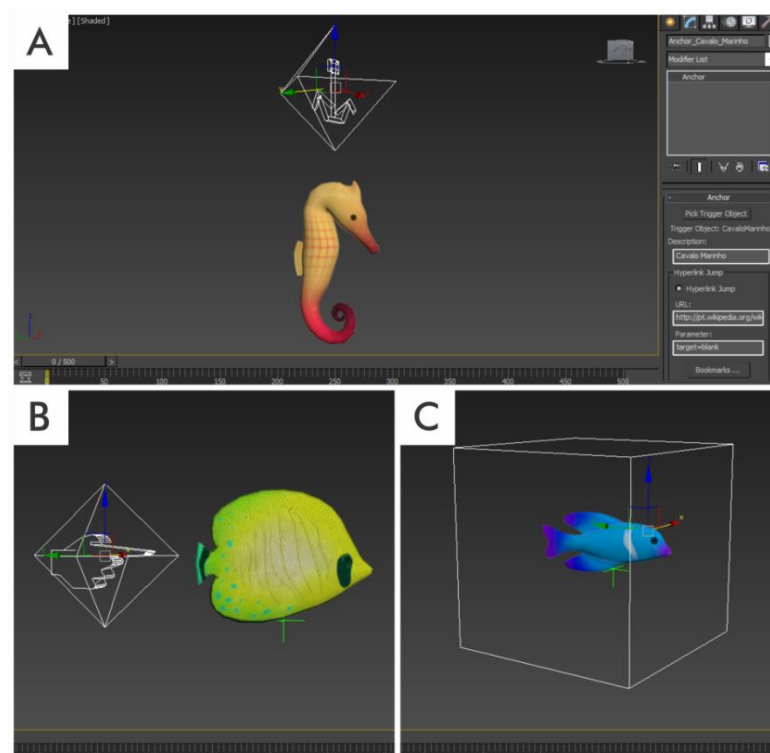 A
[Shaded]
Anchor_Cavalo_Marinho
Modifier List
Anchor
Anchor
Pick Trigger Object
Trigger Object: CavaloMarinho
Description:
Cavalo Marinho
Hyperlink Jump
Hyperlink Jump
URL:
http://pt.wikipedia.org/wik
Parameter:
target=blank
Bookmarks ...
< 0 / 500 >
50 100 150 200 250 300 350 400 450 500
B
C
x